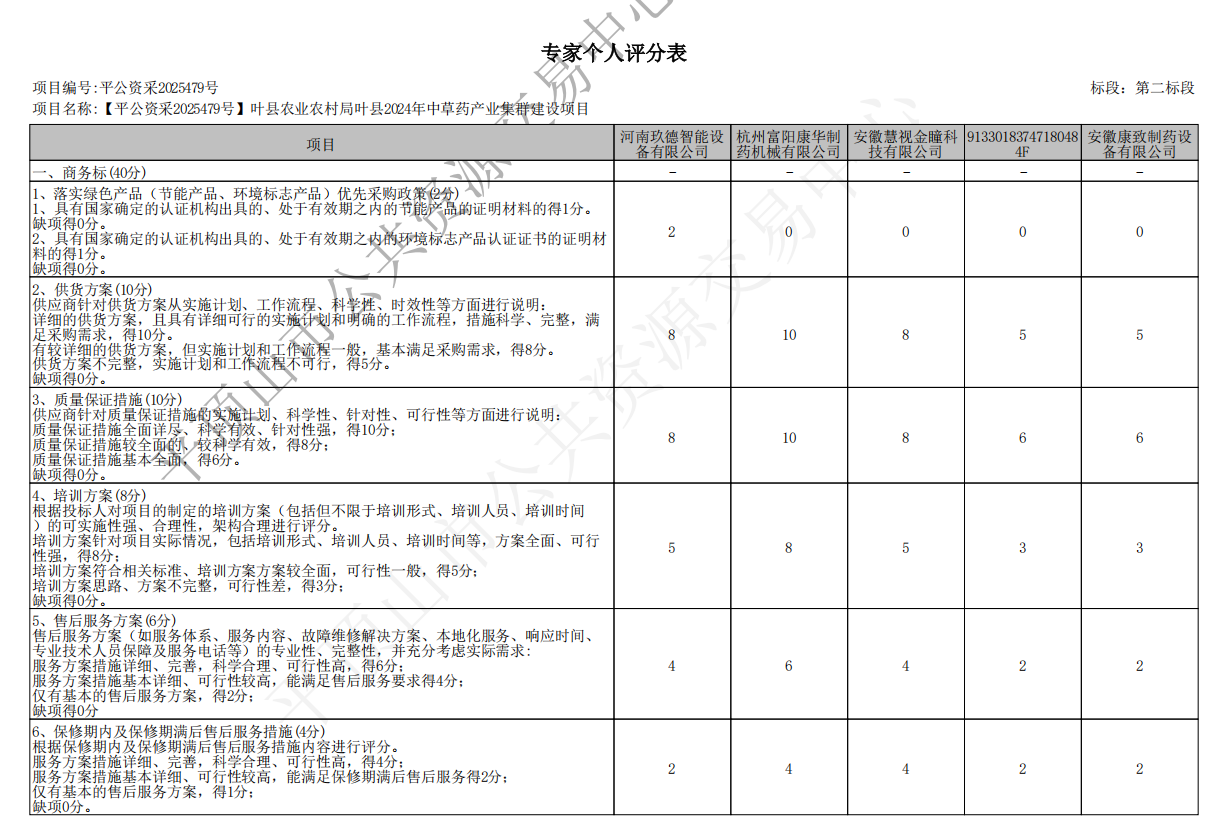 专家个人评分表
项目编号:平公资采2025479号
标段: 第二标段
项目名称:【平公资采2025479号】叶县农业农村局叶县2024年中草药产业集群建设项目
项目 河南玖德智能设备有限公司 杭州富阳康华制药机械有限公司 安徽慧视金瞳科技有限公司 91330183747180484F 安徽康致制药设备有限公司
一、商务标(40分) - - - - -
1、落实绿色产品（节能产品、环境标志产品）优先采购政策(2分)
1、具有国家确定的认证机构出具的、处于有效期之内的节能产品的证明材料的得1分。
缺项得0分。
2、具有国家确定的认证机构出具的、处于有效期之内的环境标志产品认证证书的证明材
料的得1分。
缺项得0分。
2 0 0 0 0
2、供货方案(10分)
供应商针对供货方案从实施计划、工作流程、科学性、时效性等方面进行说明:
详细的供货方案，且具有详细可行的实施计划和明确的工作流程，措施科学、完整，满
足采购需求，得10分。
有较详细的供货方案，但实施计划和工作流程一般，基本满足采购需求，得8分。
供货方案不完整，实施计划和工作流程不可行，得5分。
缺项得0分。
8 10 8 5 5
3、质量保证措施(10分)
供应商针对质量保证措施的实施计划、科学性、针对性、可行性等方面进行说明:
质量保证措施全面详尽、科学有效、针对性强，得10分;
质量保证措施较全面的、较科学有效，得8分;
质量保证措施基本全面，得6分。
缺项得0分。
8 10 8 6 6
4、培训方案(8分)
根据投标人对项目的制定的培训方案（包括但不限于培训形式、培训人员、培训时间
）的可实施性强、合理性，架构合理进行评分。
培训方案针对项目实际情况，包括培训形式、培训人员、培训时间等，方案全面、可行
性强，得8分;
培训方案符合相关标准、培训方案方案较全面，可行性一般，得5分;
培训方案思路、方案不完整，可行性差，得3分;
缺项得0分。
5 8 5 3 3
5、售后服务方案(6分)
售后服务方案（如服务体系、服务内容、故障维修解决方案、本地化服务、响应时间、
专业技术人员保障及服务电话等）的专业性、完整性，并充分考虑实际需求:
服务方案措施详细、完善，科学合理、可行性高，得6分;
服务方案措施基本详细、可行性较高，能满足售后服务要求得4分;
仅有基本的售后服务方案，得2分;
缺项得0分
4 6 4 2 2
6、保修期内及保修期满后售后服务措施(4分)
根据保修期内及保修期满后售后服务措施内容进行评分。
服务方案措施详细、完善，科学合理、可行性高，得4分;
服务方案措施基本详细、可行性较高，能满足保修期满后售后服务得2分;
仅有基本的售后服务方案，得1分;
缺项0分。
2 4 4 2 2
平顶山市公共资源交易中心
平顶山市公共资源交易中心